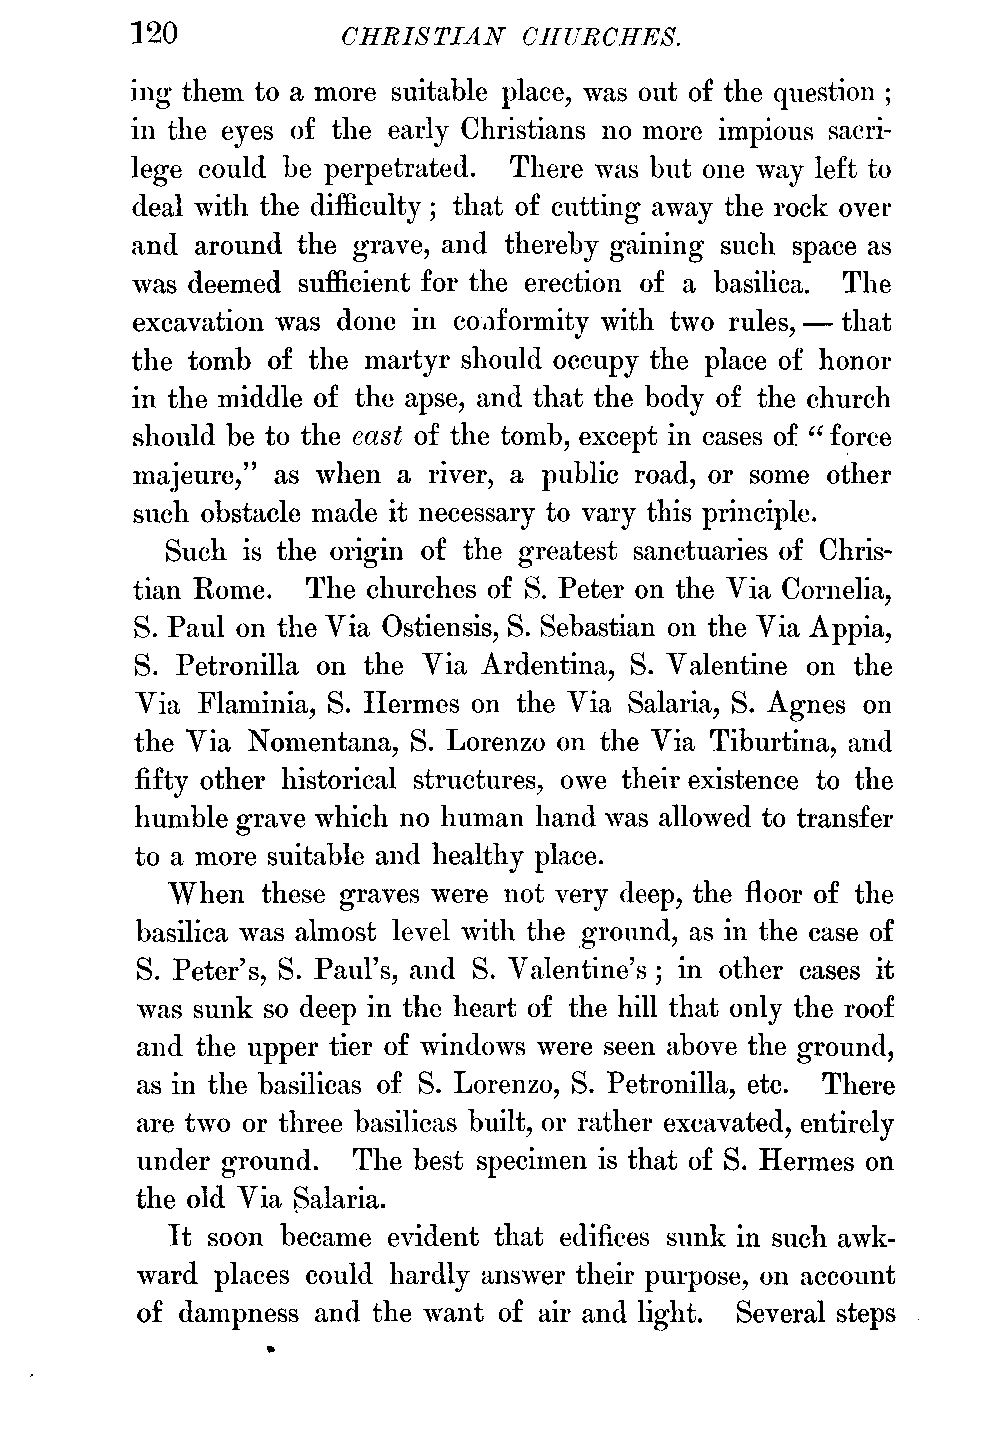 120 CHRISTIAN CHURCHES.
ing them to a more suitable place, was out of the question ;
in the eyes of the early Christians no more impious sacri-
lege could be perpetrated. There was but one way left to
deal with the difficulty ; that of cutting away the rock over
and around the grave, and thereby gaining such space as
was deemed sufficient for the erection of a basilica. The
excavation was done in conformity with two rules, — that
the tomb of the martyr should occupy the place of honor
in the middle of the apse, and that the body of the church
should be to the east of the tomb, except in cases of “ force
majeure,” as when a river, a public road, or some other
such obstacle made it necessary to vary this principle.
Such is the origin of the greatest sanctuaries of Chris-
tian Rome. The churches of S. Peter on the Via Cornelia,
S. Paul on the Via Ostiensis, S. Sebastian on the Via Appia,
S. Petronilla on the Via Ardentina, S. Valentine on the
Via Flaminia, S. Hermes on the Via Salaria, S. Agnes on
the Via Nomentana, S. Lorenzo on the Via Tiburtina, and
fifty other historical structures, owe their existence to the
humble grave which no human hand was allowed to transfer
to a more suitable and healthy place.
When these graves were not very deep, the floor of the
basilica was almost level with the ground, as in the case of
S. Peter’s, S. Paul’s, and S. Valentine’s ; in other cases it
was sunk so deep in the heart of the hill that only the roof
and the upper tier of windows were seen above the ground,
as in the basilicas of S. Lorenzo, S. Petronilla, etc. There
are two or three basilicas built, or rather excavated, entirely
under ground. The best specimen is that of S. Hermes on
the old Via Salaria.
It soon became evident that edifices sunk in such awk-
ward places could hardly answer their purpose, on account
of dampness and the want of air and light. Several steps